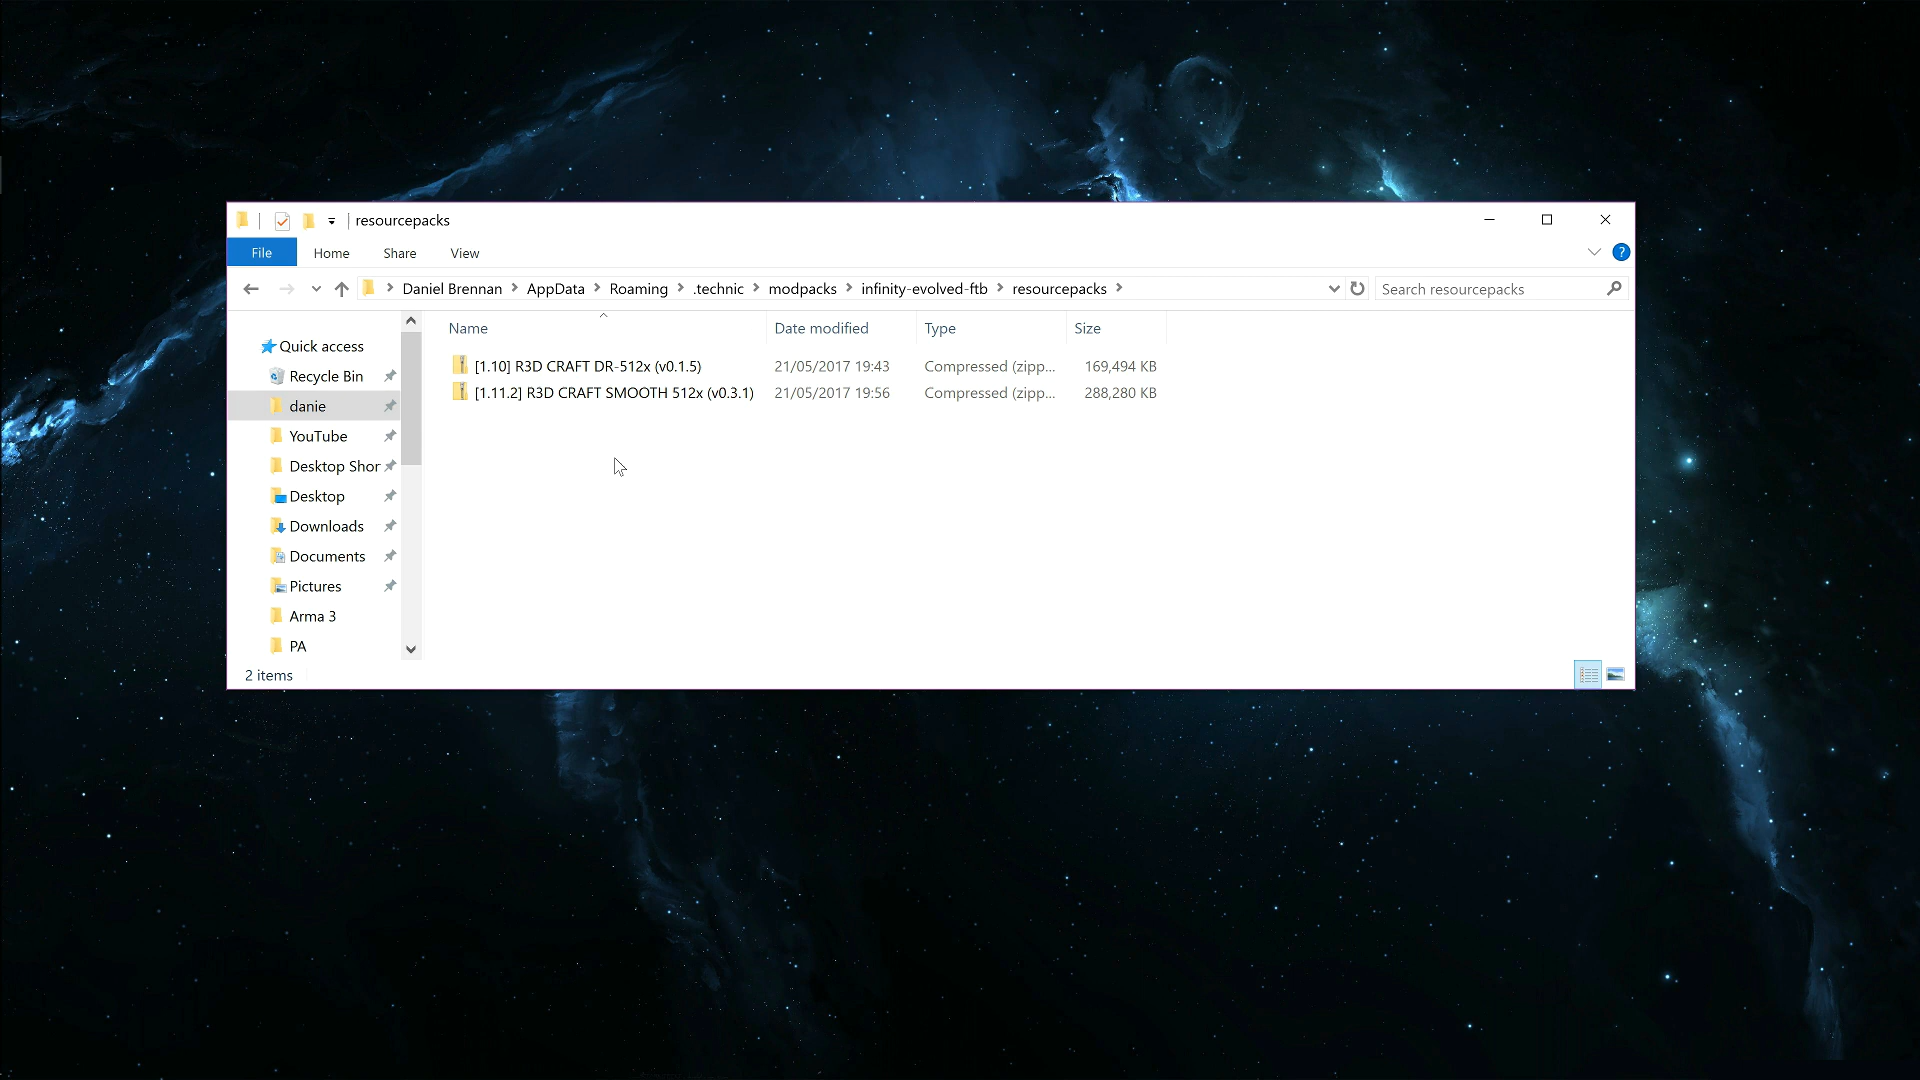 resourcepacks
File Home Share View
Daniel Brennan AppData Roaming .technic modpacks infinity-evolved-ftb resourcepacks Search resourcepacks
Name Date modified Type Size
[1.10] R3D CRAFT DR-512x (v0.1.5) 21/05/2017 19:43 Compressed (zipp... 169,494 KB
[1.11.2] R3D CRAFT SMOOTH 512x (v0.3.1) 21/05/2017 19:56 Compressed (zipp... 288,280 KB
Quick access
Recycle Bin
danie
YouTube
Desktop Shor
Desktop
Downloads
Documents
Pictures
Arma 3
PA
2 items